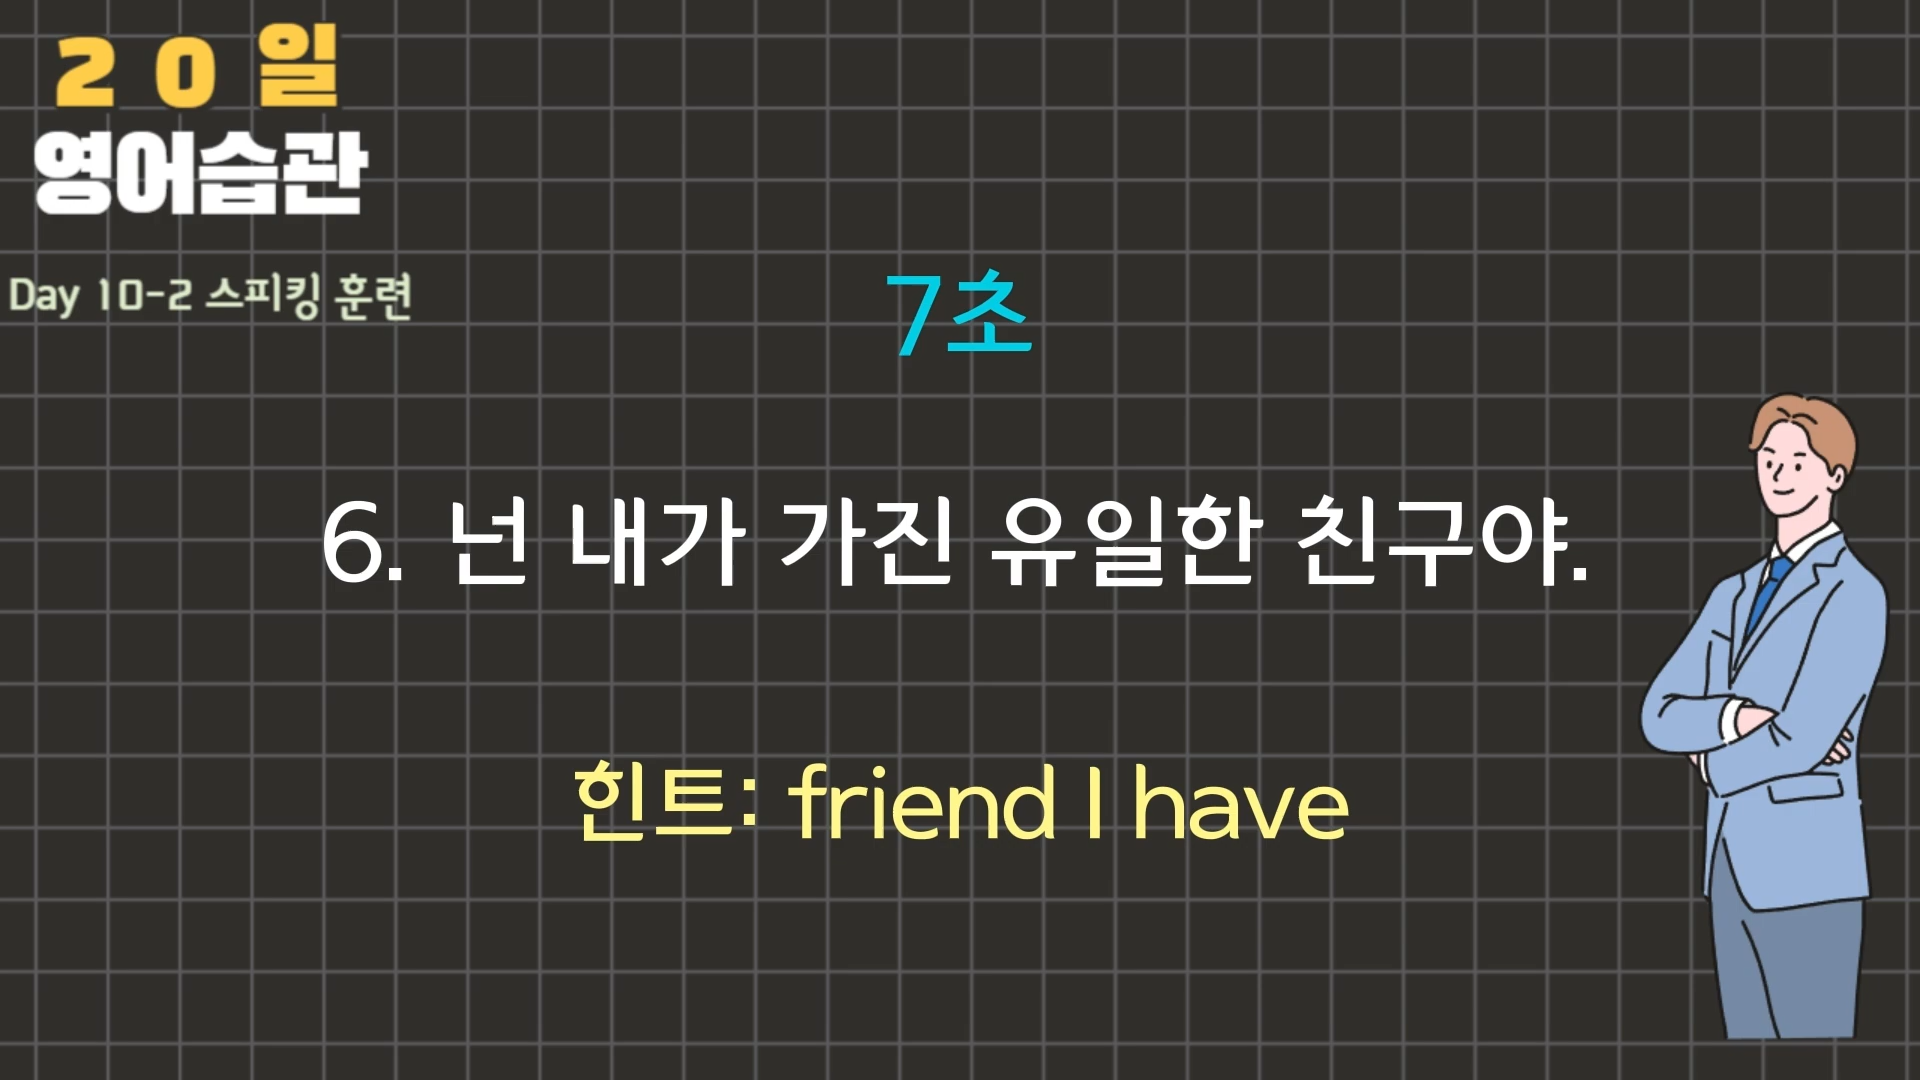 20일
영어습관
Day 10-2 스피킹 훈련
7초
6. 넌 내가 가진 유일한 친구야.
힌트: friend I have